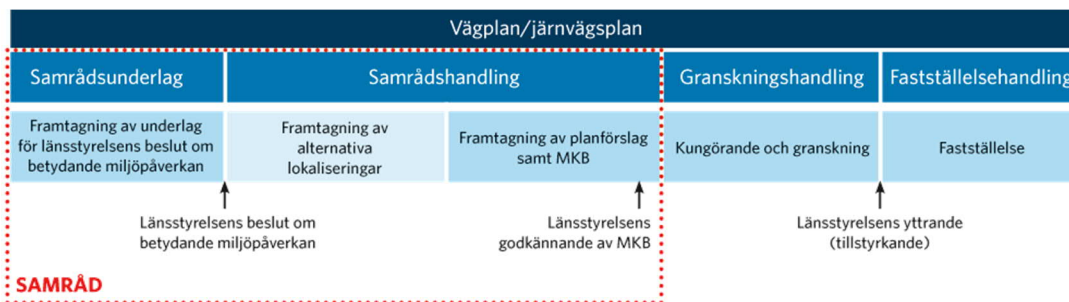 Vägplan/järnvägsplan
Samrådsunderlag
Samrådshandling
Granskningshandling
Fastställelsehandling
Framtagning av underlag
för länsstyrelsens beslut om
betydande miljöpåverkan
Framtagning av
alternativa
lokaliseringar
Framtagning av planförslag
samt MKB
Kungörande och granskning
Fastställelse
Länsstyrelsens beslut om
betydande miljöpåverkan
Länsstyrelsens
godkännande av MKB
Länsstyrelsens yttrande
(tillstyrkande)
SAMRÅD